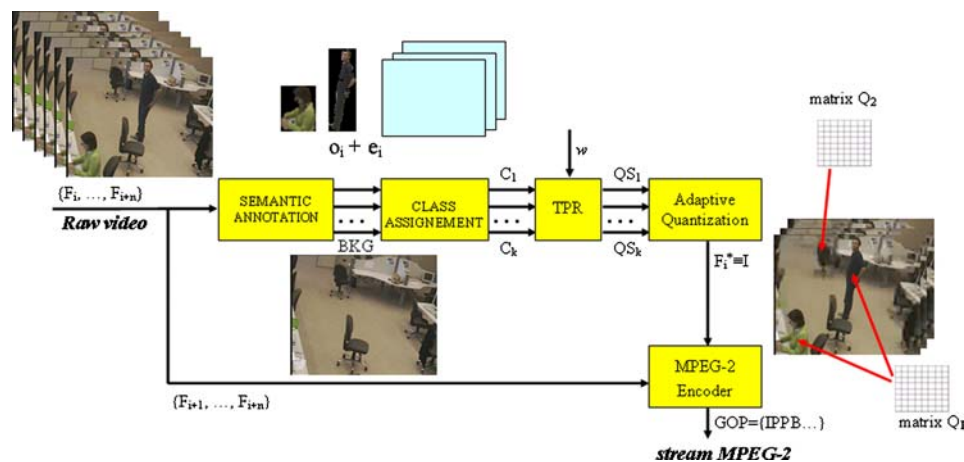 matrix Q2
oi + ei
w
{Fi, ..., Fi+n}
Raw video
SEMANTIC
ANNOTATION
BKG
CLASS
ASSIGNEMENT
C1
Ck
TPR
QS1
QSk
Adaptive
Quantization
Fi*≡I
MPEG-2
Encoder
{Fi+1, ..., Fi+n}
GOP={IPPB...}
stream MPEG-2
matrix Q1